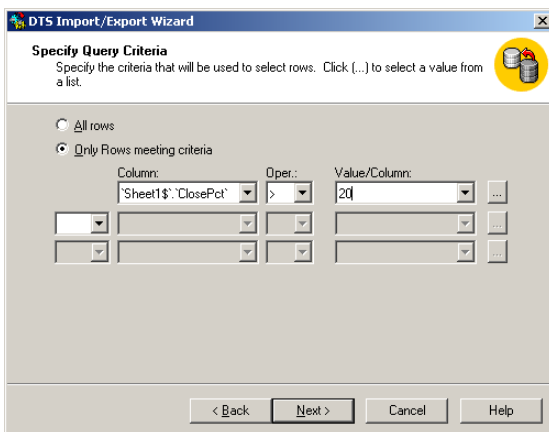 DTS Import/Export Wizard
Specify Query Criteria
Specify the criteria that will be used to select rows. Click (...) to select a value from
a list.
All rows
Only Rows meeting criteria
Column: Oper.: Value/Column:
`Sheet1$`.`ClosePct` > 20 ...
...
...
< Back Next > Cancel Help